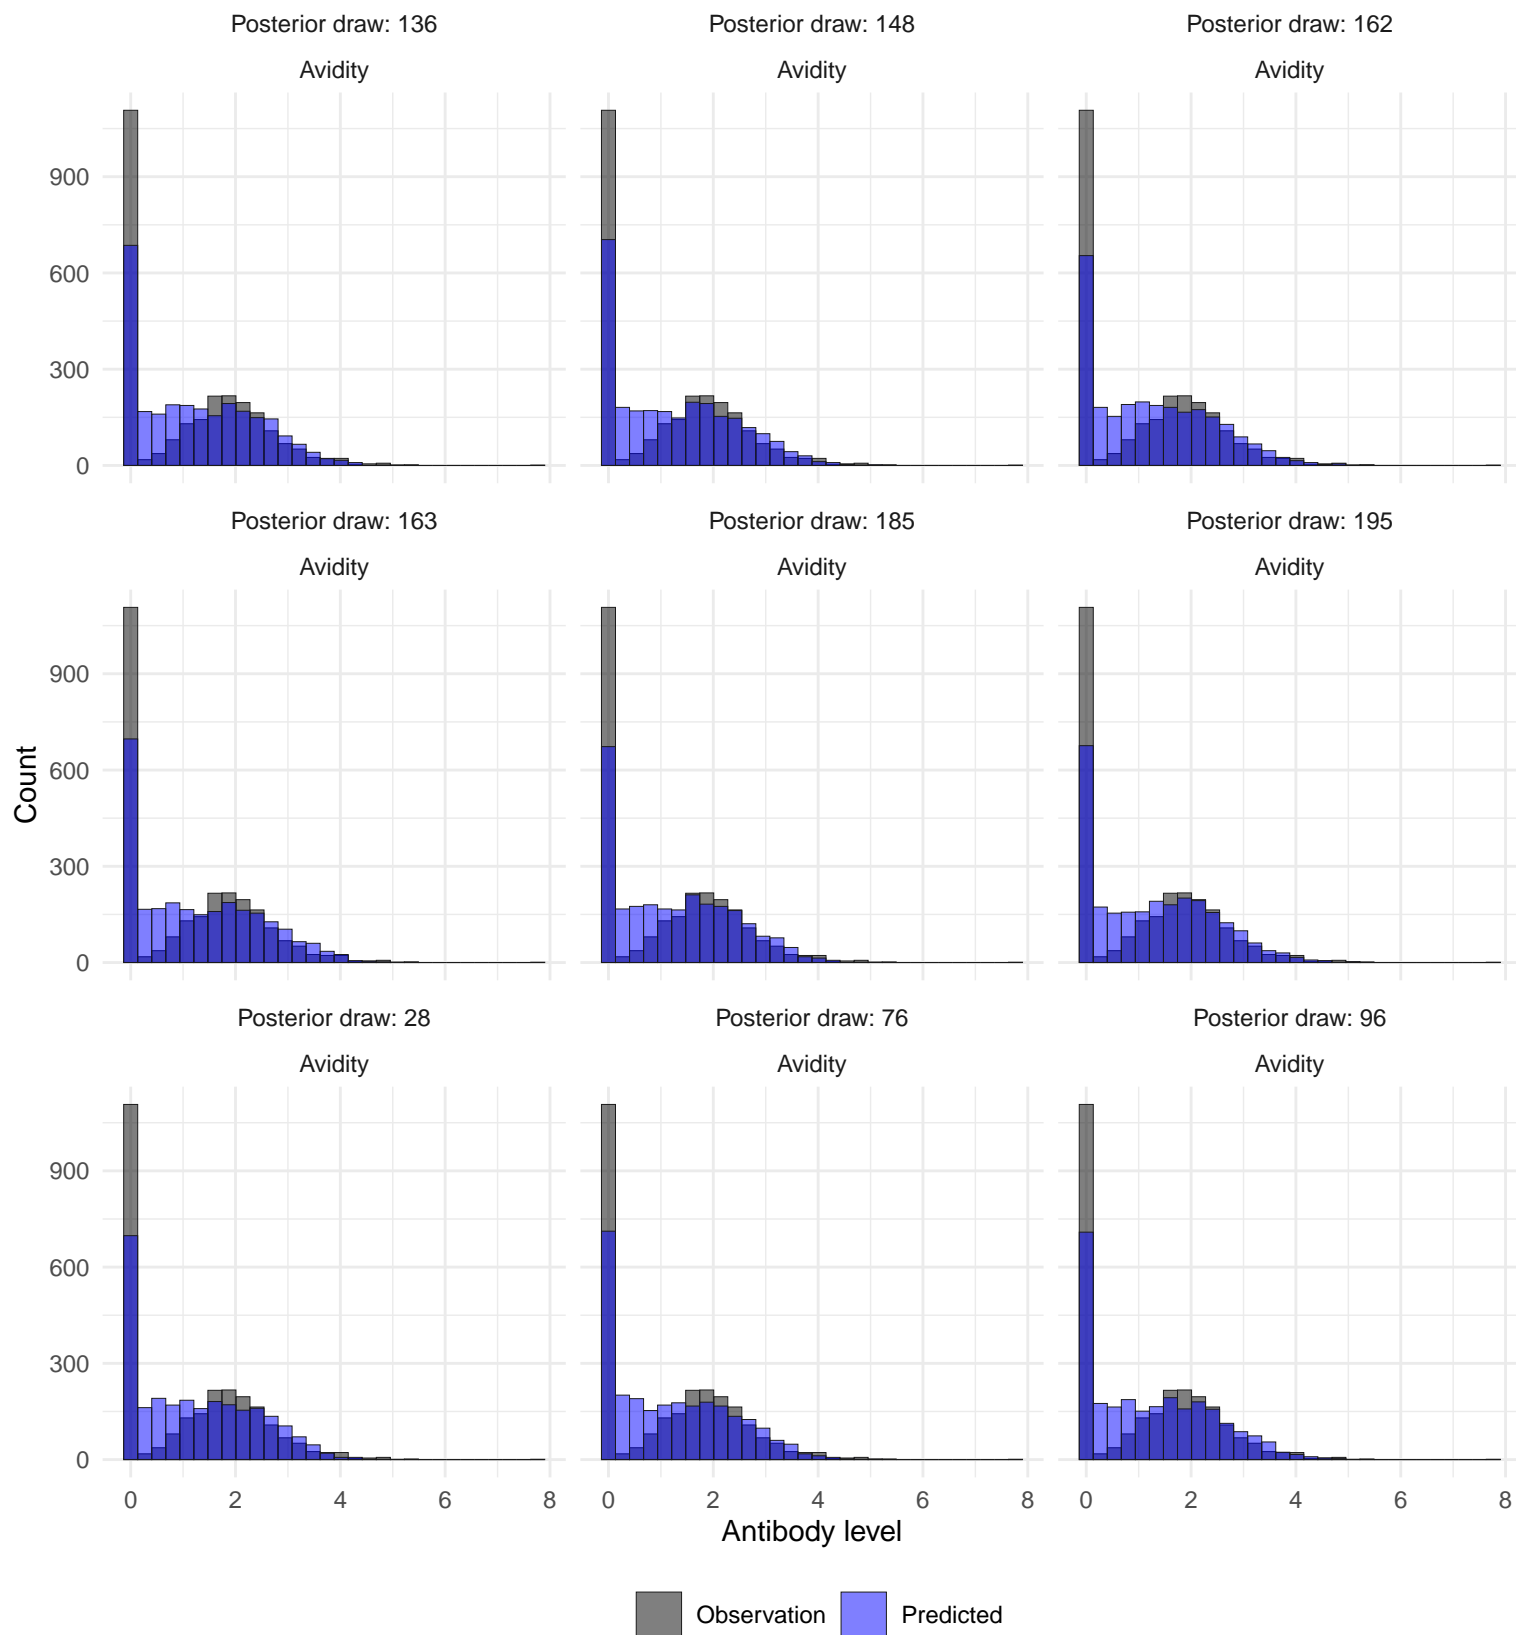 Posterior draw: 136
Posterior draw: 148
Posterior draw: 162
Avidity
Avidity
Avidity
900
600
300
0
Posterior draw: 163
Posterior draw: 185
Posterior draw: 195
Avidity
Avidity
Avidity
900
600
300
0
Count
Posterior draw: 28
Posterior draw: 76
Posterior draw: 96
Avidity
Avidity
Avidity
900
600
300
0
0 2 4 6 8
0 2 4 6 8
0 2 4 6 8
Antibody level
Observation
Predicted